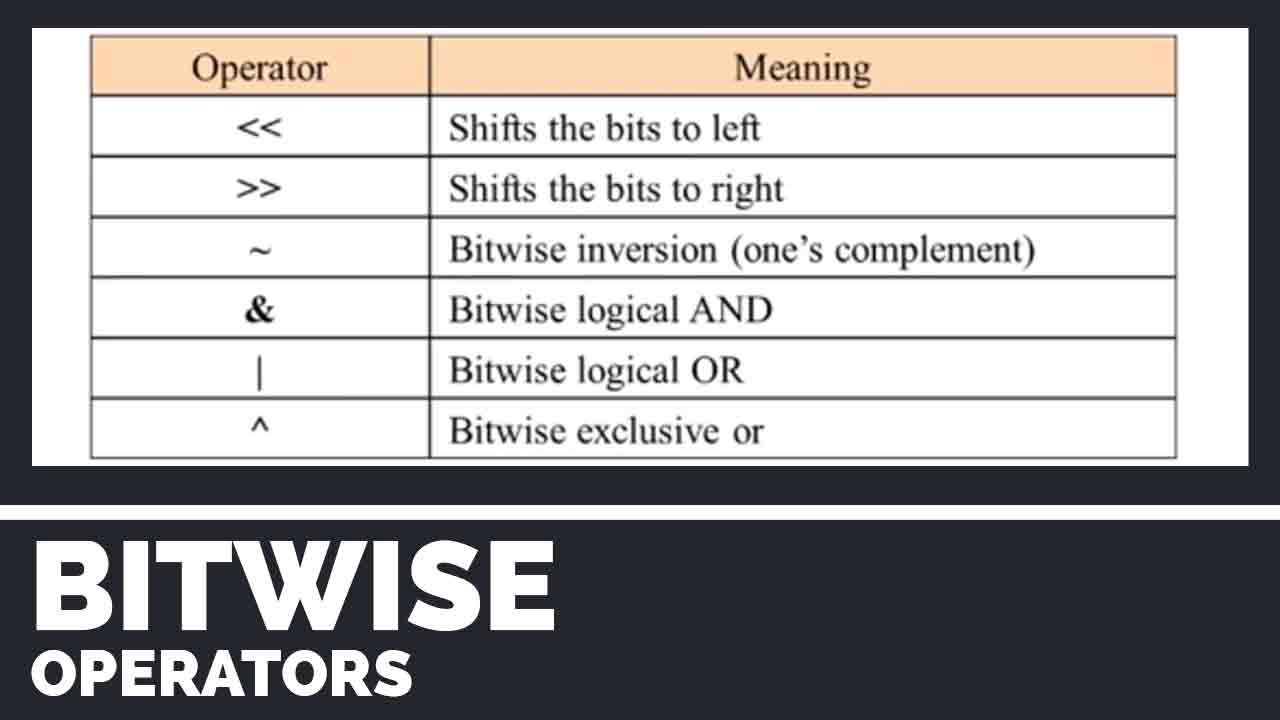 Operator Meaning
<< Shifts the bits to left
>> Shifts the bits to right
~ Bitwise inversion (one’s complement)
& Bitwise logical AND
| Bitwise logical OR
^ Bitwise exclusive or
BITWISE
OPERATORS